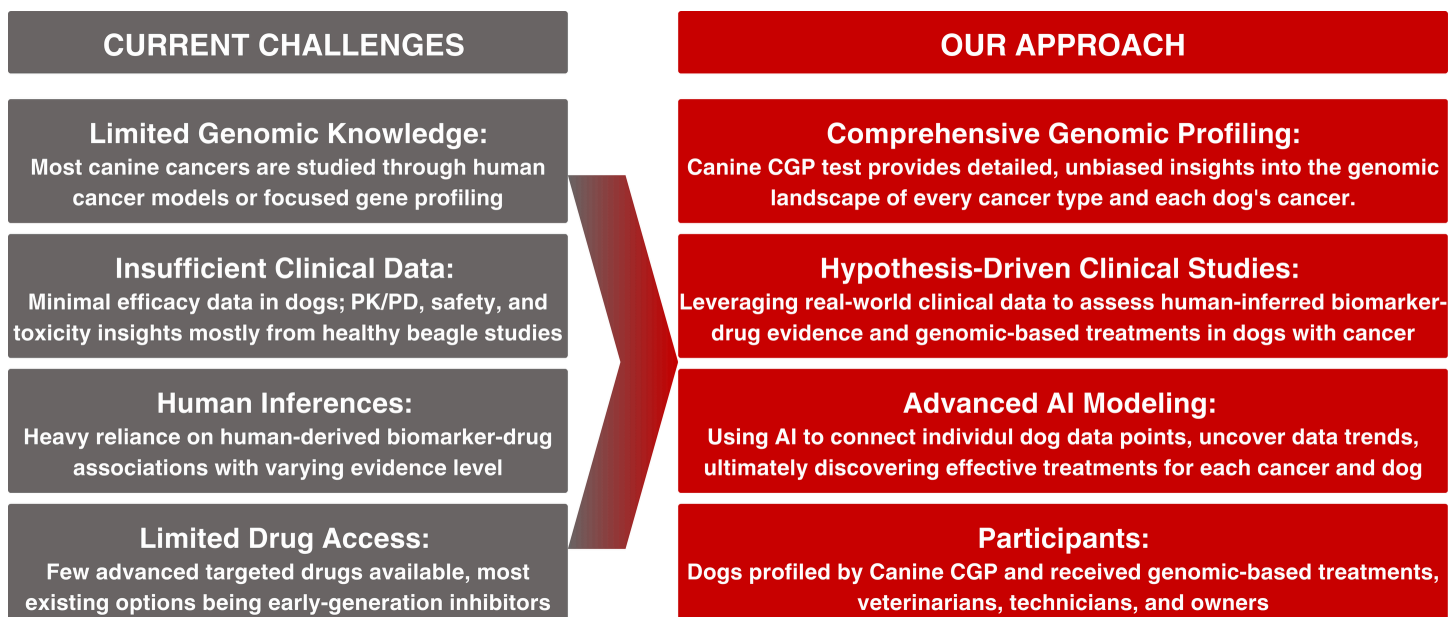 CURRENT CHALLENGES
Limited Genomic Knowledge:
Most canine cancers are studied through human
cancer models or focused gene profiling
Insufficient Clinical Data:
Minimal efficacy data in dogs; PK/PD, safety, and
toxicity insights mostly from healthy beagle studies
Human Inferences:
Heavy reliance on human-derived biomarker-drug
associations with varying evidence level
Limited Drug Access:
Few advanced targeted drugs available, most
existing options being early-generation inhibitors
OUR APPROACH
Comprehensive Genomic Profiling:
Canine CGP test provides detailed, unbiased insights into the genomic
landscape of every cancer type and each dog's cancer.
Hypothesis-Driven Clinical Studies:
Leveraging real-world clinical data to assess human-inferred biomarker-
drug evidence and genomic-based treatments in dogs with cancer
Advanced AI Modeling:
Using AI to connect individul dog data points, uncover data trends,
ultimately discovering effective treatments for each cancer and dog
Participants:
Dogs profiled by Canine CGP and received genomic-based treatments,
veterinarians, technicians, and owners